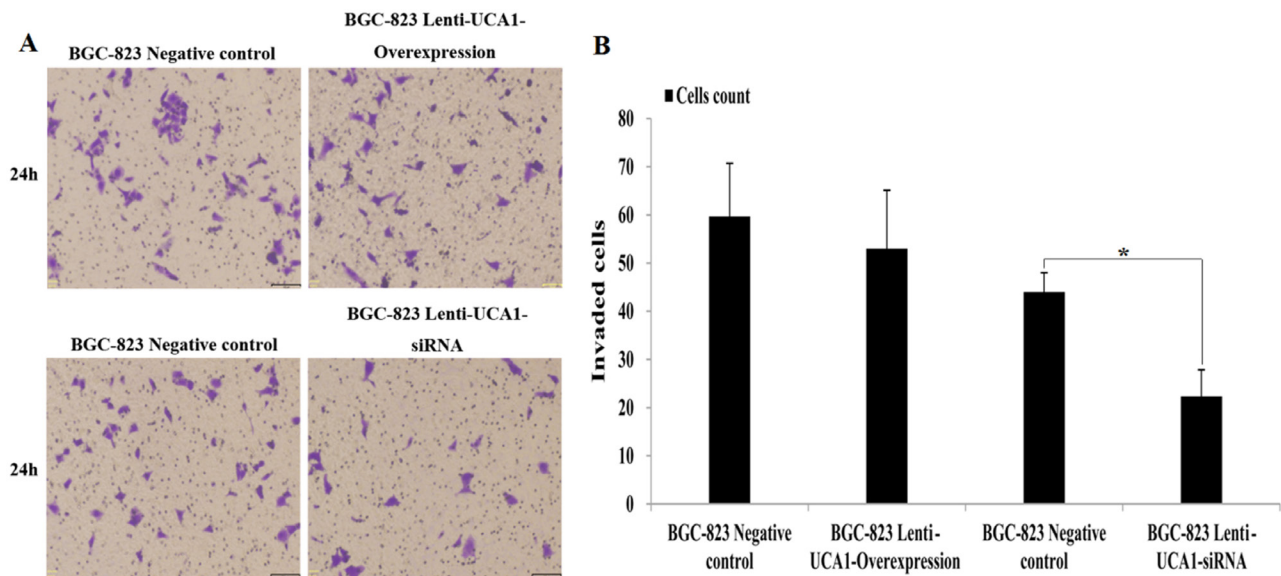 A
BGC-823 Negative control
BGC-823 Lenti-UCA1-
Overexpression
24h
BGC-823 Negative control
BGC-823 Lenti-UCA1-
siRNA
24h
B
Cells count
Invaded cells
80
70
60
50
40
30
20
10
0
*
BGC-823 Negative
control
BGC-823 Lenti-
UCA1-Overexpression
BGC-823 Negative
control
BGC-823 Lenti-
UCA1-siRNA